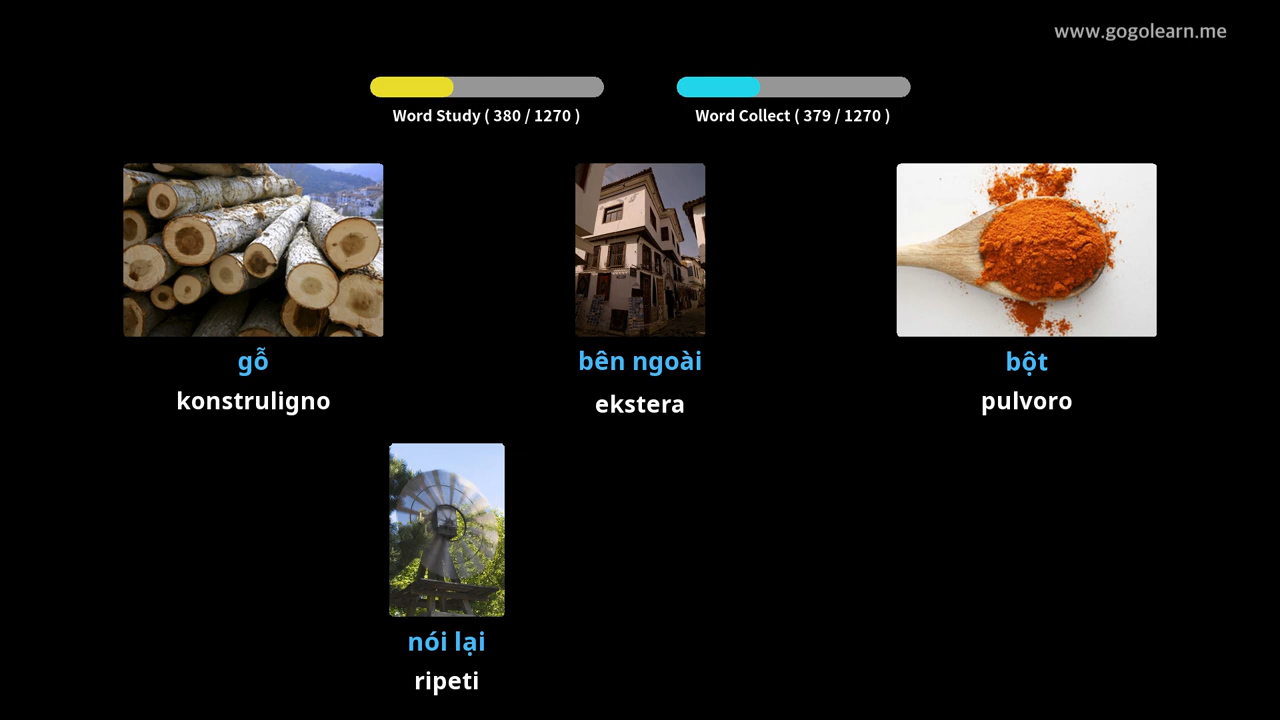 www.gogolearn.me
Word Study ( 380 / 1270 )
Word Collect ( 379 / 1270 )
gỗ
konstruligno
bên ngoài
ekstera
bột
pulvoro
nói lại
ripeti